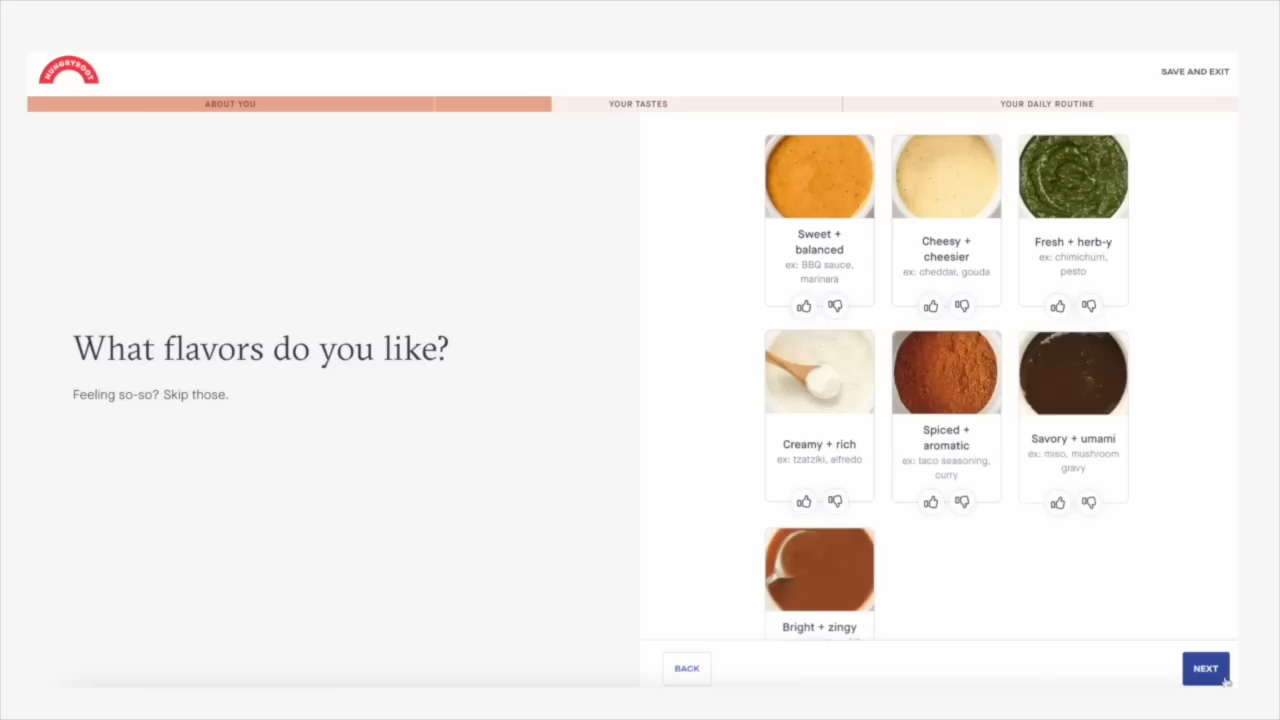 HUNGRYROOT
SAVE AND EXIT
ABOUT YOU
YOUR TASTES
YOUR DAILY ROUTINE
What flavors do you like?
Feeling so-so? Skip those.
Sweet +
balanced
ex: BBQ sauce,
marinara
Cheesy +
cheesier
ex: cheddar, gouda
Fresh + herb-y
ex: chimichurri,
pesto
Creamy + rich
ex: tzatziki, alfredo
Spiced +
aromatic
ex: taco seasoning,
curry
Savory + umami
ex: miso, mushroom
gravy
Bright + zingy
BACK
NEXT